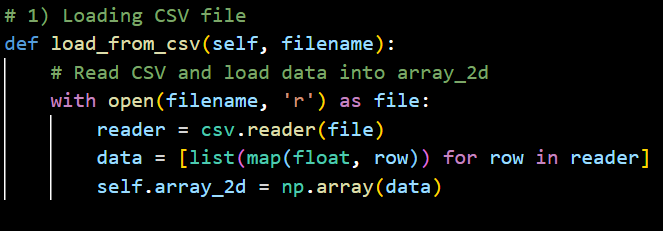 # 1) Loading CSV file
def load_from_csv(self, filename):
    # Read CSV and load data into array_2d
    with open(filename, 'r') as file:
        reader = csv.reader(file)
        data = [list(map(float, row)) for row in reader]
        self.array_2d = np.array(data)